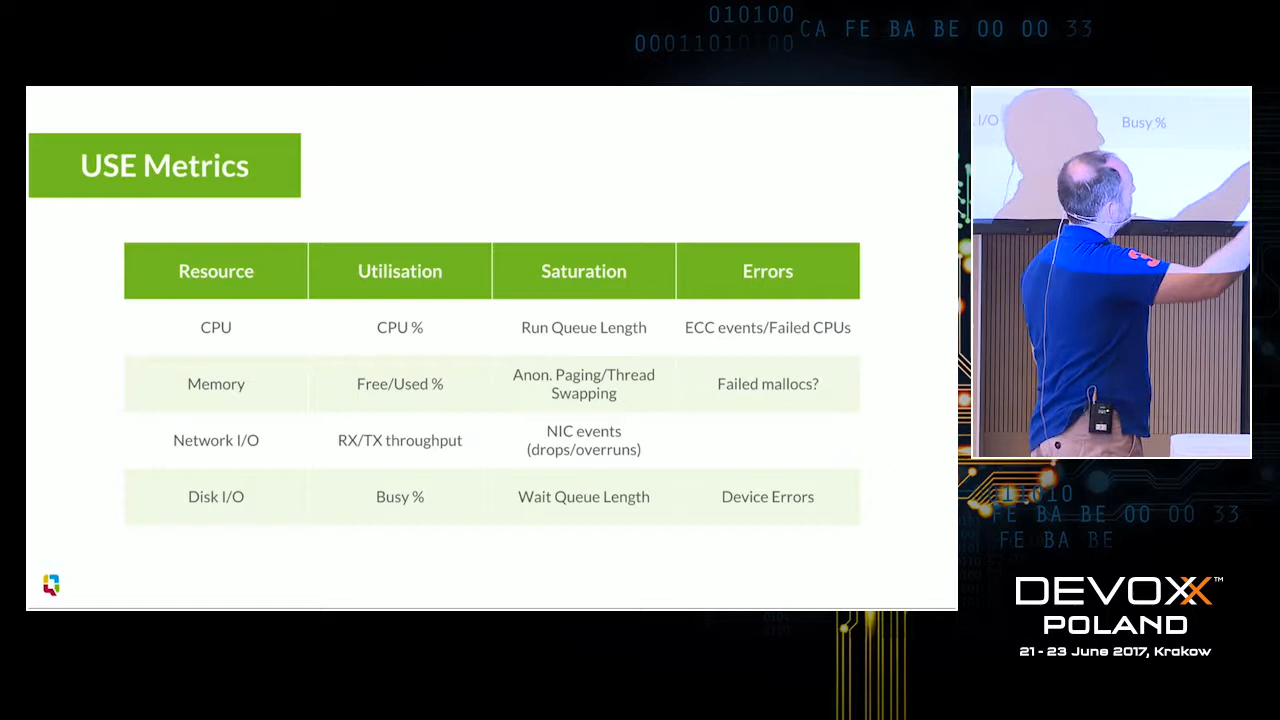 010100
CA FE BA BE 00 00 33
00011010100
USE Metrics
Resource
Utilisation
Saturation
Errors
CPU
CPU %
Run Queue Length
ECC events/Failed CPUs
Memory
Free/Used %
Anon. Paging/Thread
Swapping
Failed mallocs?
Network I/O
RX/TX throughput
NIC events
(drops/overruns)
Disk I/O
Busy %
Wait Queue Length
Device Errors
I/O
Busy %
011010
FE BA BE 00 00 33
FE BA BE
DEVOXX™
POLAND
21 - 23 June 2017, Krakow